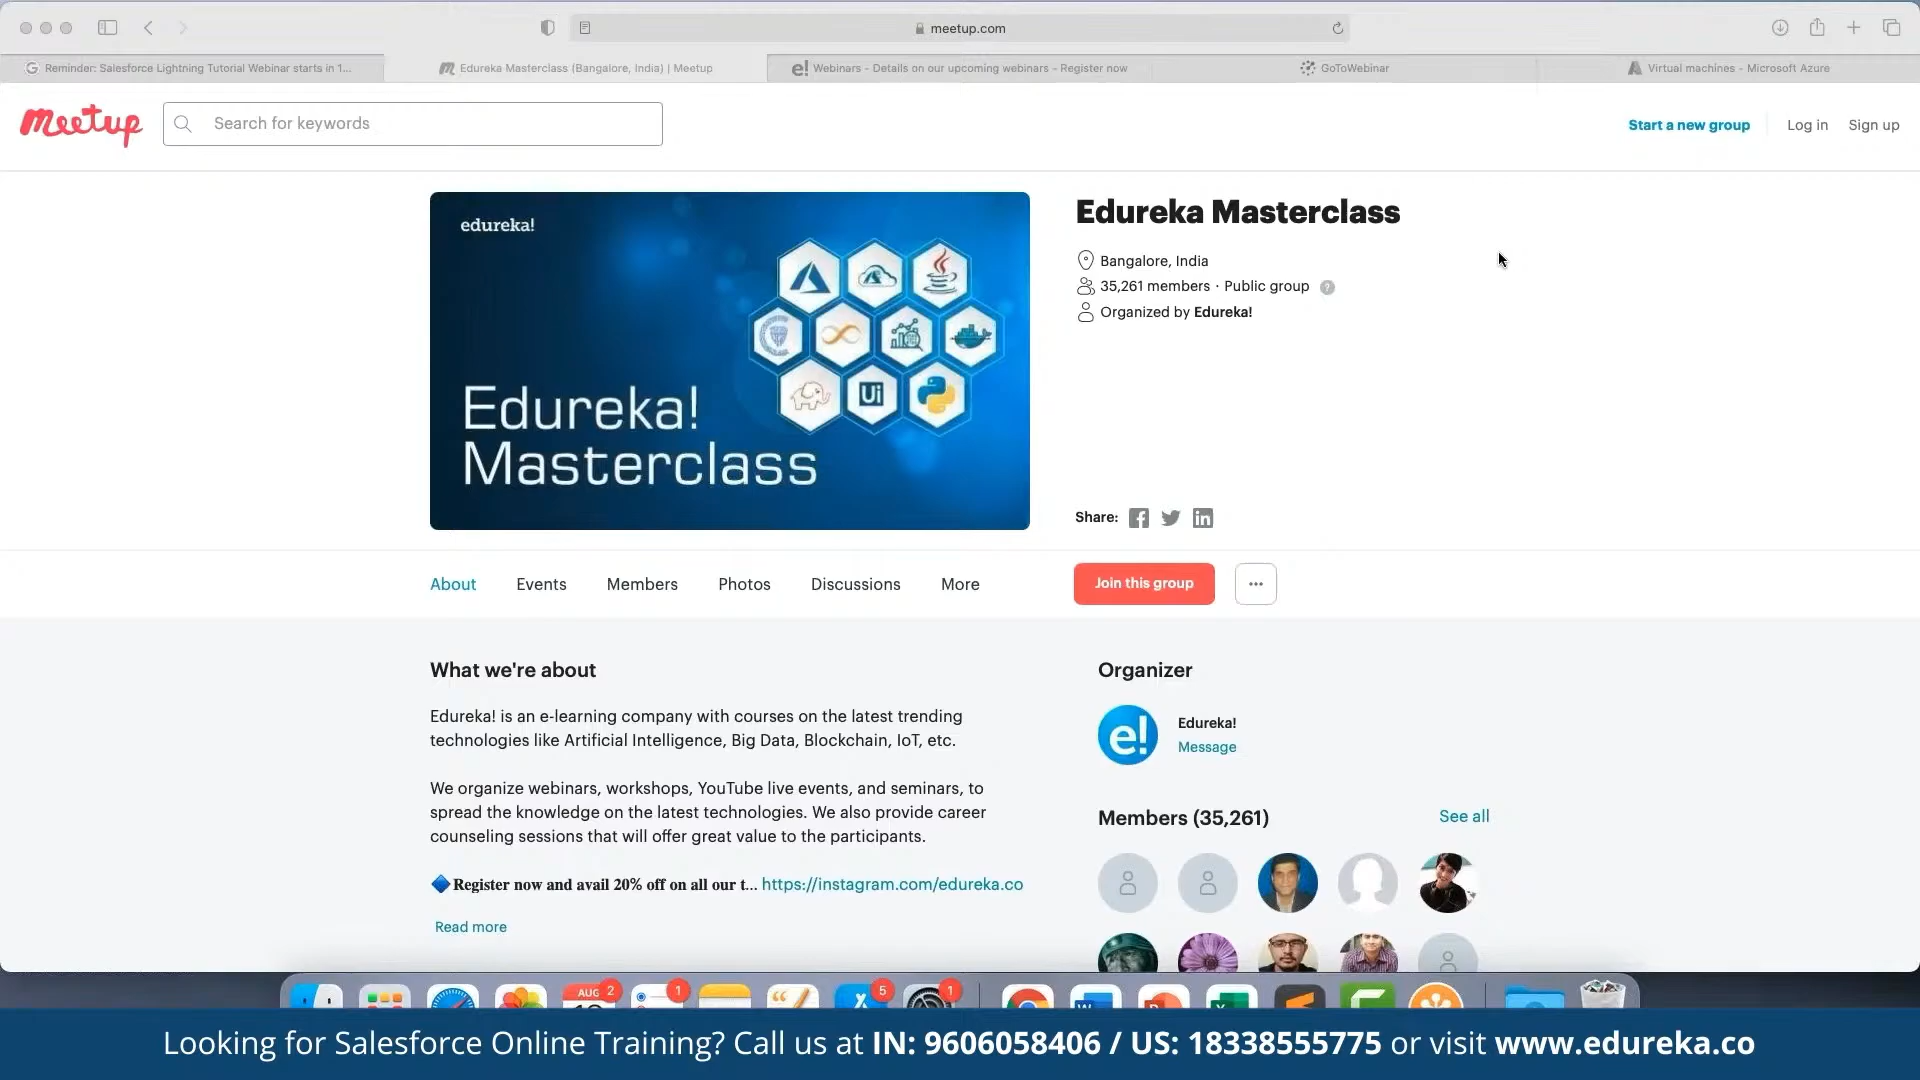 meetup.com
Reminder: Salesforce Lightning Tutorial Webinar starts in 1...
Edureka Masterclass (Bangalore, India) | Meetup
e! Webinars - Details on our upcoming webinars - Register now
GoToWebinar
Virtual machines - Microsoft Azure
meetup
Search for keywords
Start a new group
Log in
Sign up
edureka!
Ui
Edureka!
Masterclass
Edureka Masterclass
Bangalore, India
35,261 members · Public group ?
Organized by Edureka!
Share:
About
Events
Members
Photos
Discussions
More
Join this group
What we're about
Edureka! is an e-learning company with courses on the latest trending
technologies like Artificial Intelligence, Big Data, Blockchain, IoT, etc.
We organize webinars, workshops, YouTube live events, and seminars, to
spread the knowledge on the latest technologies. We also provide career
counseling sessions that will offer great value to the participants.
🔷Register now and avail 20% off on all our t... https://instagram.com/edureka.co
Read more
Organizer
e!
Edureka!
Message
Members (35,261)
See all
AUG 2
1
5
1
Looking for Salesforce Online Training? Call us at IN: 9606058406 / US: 18338555775 or visit www.edureka.co